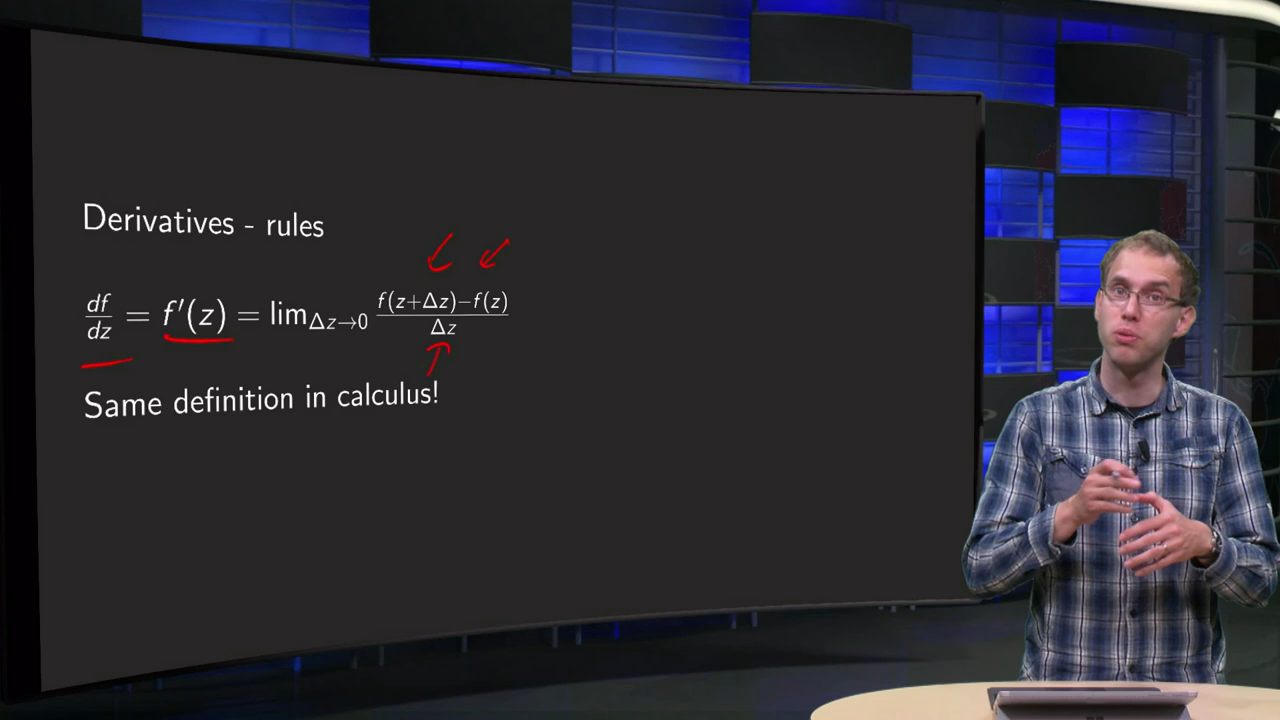 Derivatives - rules
df/dz = f′(z) = lim_{Δz→0} f(z+Δz)−f(z)/Δz
Same definition in calculus!